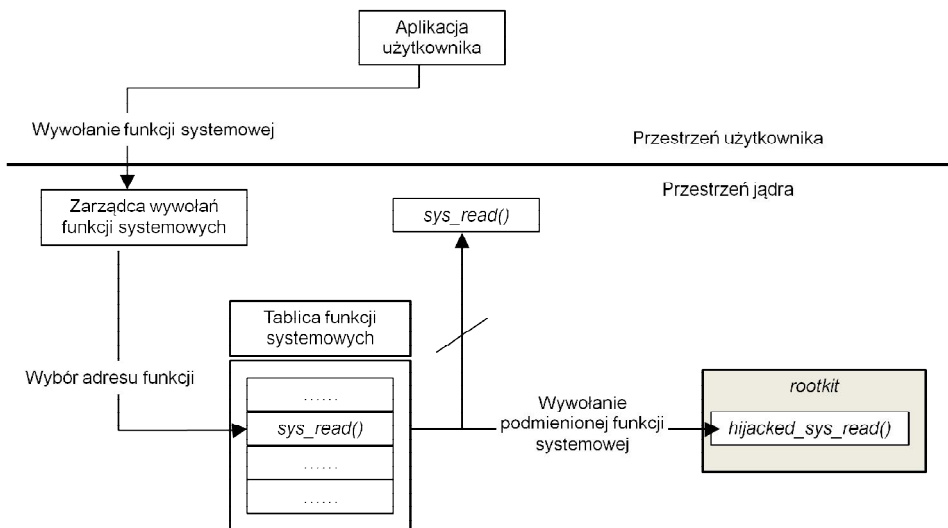 Aplikacja
użytkownika
Wywołanie funkcji systemowej
Przestrzeń użytkownika
Przestrzeń jądra
Zarządca wywołań
funkcji systemowych
sys_read()
Tablica funkcji
systemowych
Wybór adresu funkcji
......
sys_read()
......
......
Wywołanie
podmienionej funkcji
systemowej
rootkit
hijacked_sys_read()